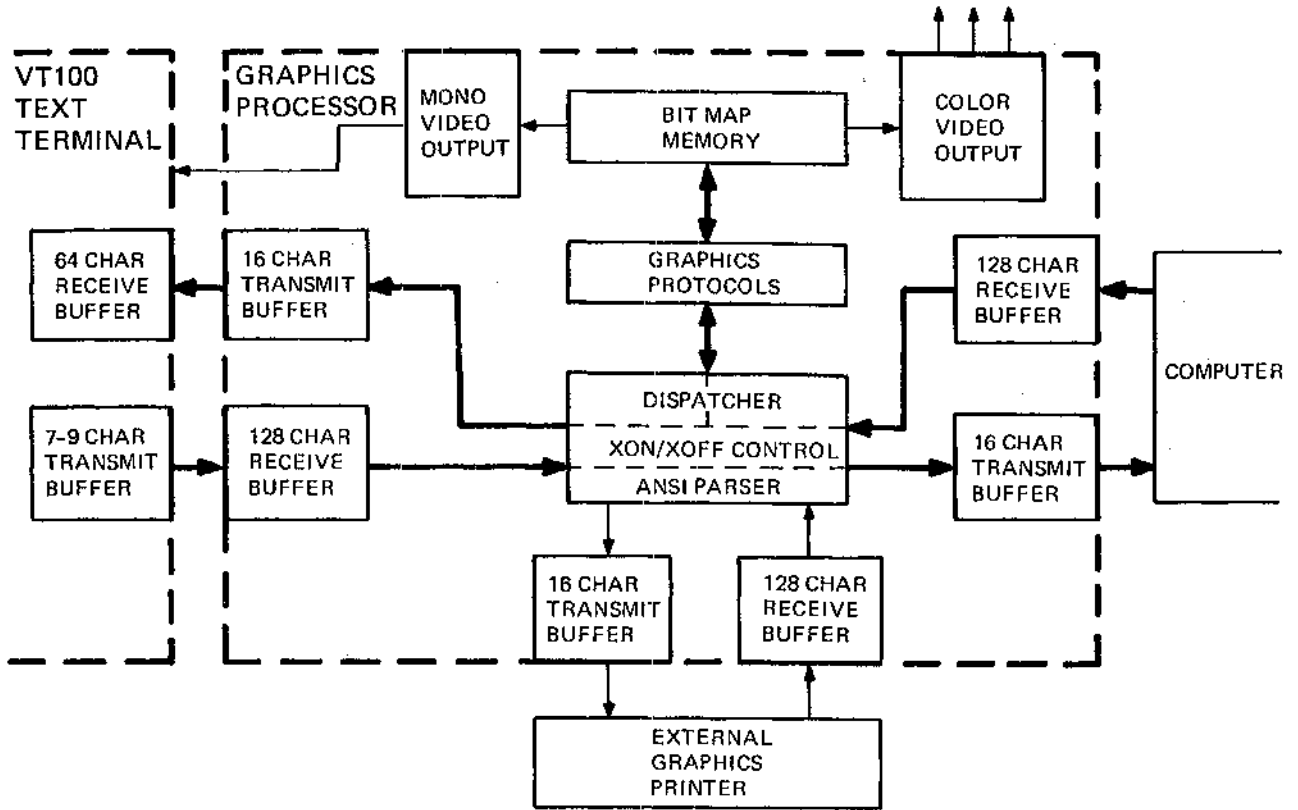 VT100
TEXT
TERMINAL
GRAPHICS
PROCESSOR
MONO
VIDEO
OUTPUT
BIT MAP
MEMORY
COLOR
VIDEO
OUTPUT
64 CHAR
RECEIVE
BUFFER
16 CHAR
TRANSMIT
BUFFER
GRAPHICS
PROTOCOLS
128 CHAR
RECEIVE
BUFFER
COMPUTER
7-9 CHAR
TRANSMIT
BUFFER
128 CHAR
RECEIVE
BUFFER
DISPATCHER
XON/XOFF CONTROL
ANSI PARSER
16 CHAR
TRANSMIT
BUFFER
16 CHAR
TRANSMIT
BUFFER
128 CHAR
RECEIVE
BUFFER
EXTERNAL
GRAPHICS
PRINTER